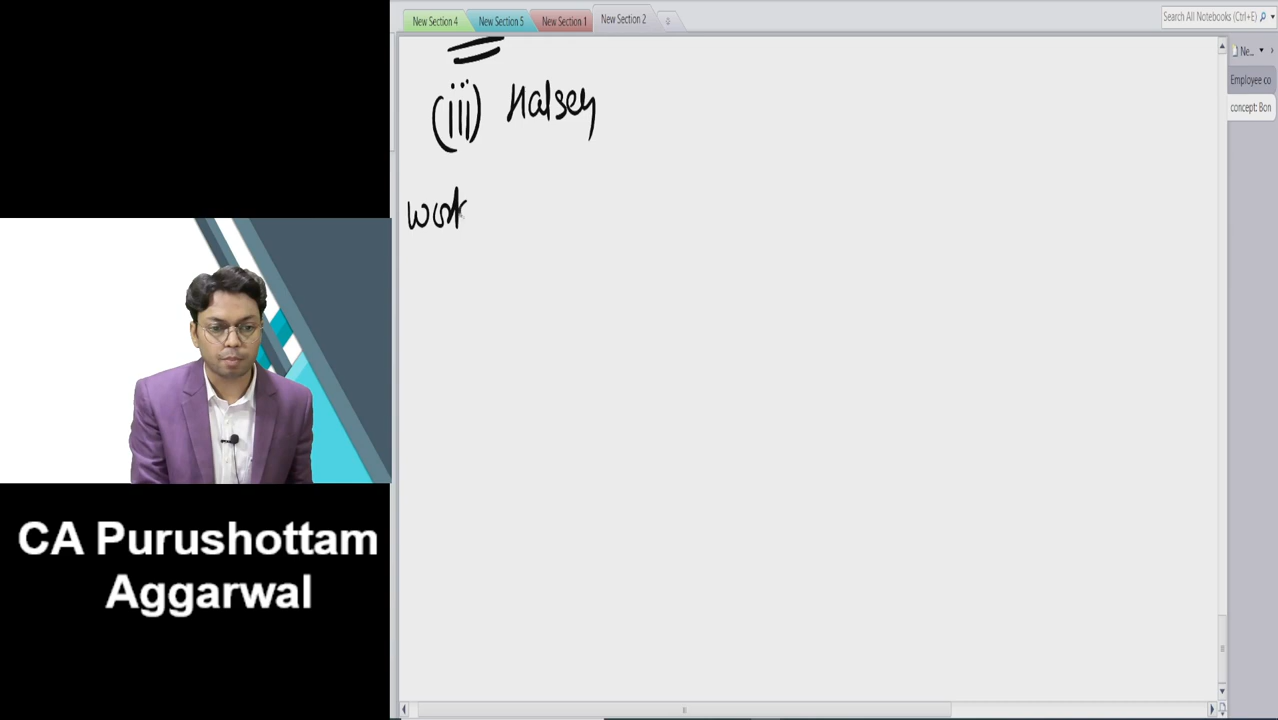 New Section 4
New Section 5
New Section 1
New Section 2
Search All Notebooks (Ctrl+E)
Ne...
(iii) Halsey
Employee co
concept: Bon
CA Purushottam
Aggarwal